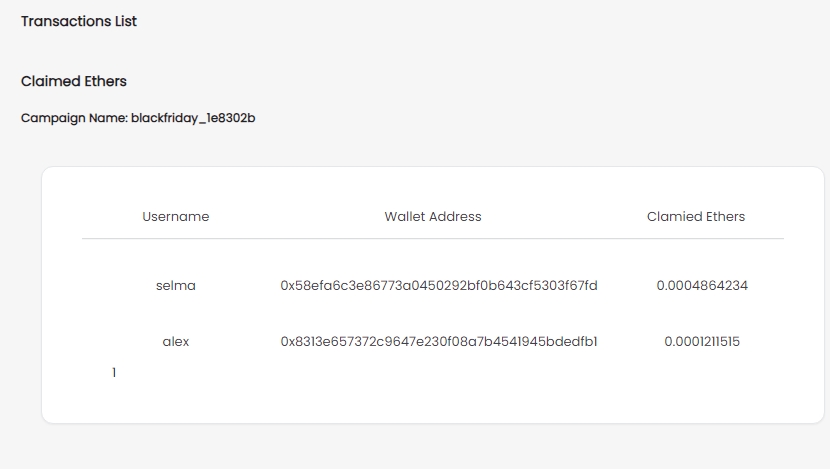 Transactions List
Claimed Ethers
Campaign Name: blackfriday_1e8302b
Username Wallet Address Clamied Ethers
selma 0x58efa6c3e86773a0450292bf0b643cf5303f67fd 0.0004864234
alex 0x8313e657372c9647e230f08a7b4541945bdedfb1 0.0001211515
1